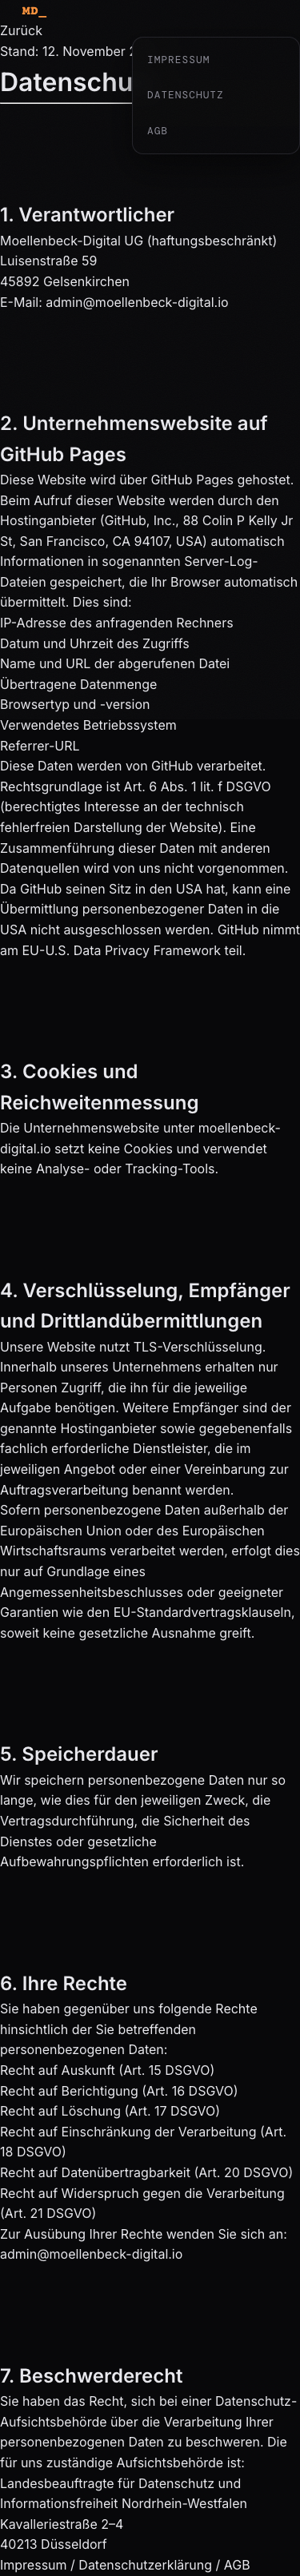 MD_
Zurück
Stand: 12. November
IMPRESSUM
DATENSCHUTZ
AGB
1. Verantwortlicher
Moellenbeck-Digital UG (haftungsbeschränkt)
Luisenstraße 59
45892 Gelsenkirchen
E-Mail: admin@moellenbeck-digital.io
2. Unternehmenswebsite auf
GitHub Pages
Diese Website wird über GitHub Pages gehostet.
Beim Aufruf dieser Website werden durch den
Hostinganbieter (GitHub, Inc., 88 Colin P Kelly Jr
St, San Francisco, CA 94107, USA) automatisch
Informationen in sogenannten Server-Log-
Dateien gespeichert, die Ihr Browser automatisch
übermittelt. Dies sind:
IP-Adresse des anfragenden Rechners
Datum und Uhrzeit des Zugriffs
Name und URL der abgerufenen Datei
Übertragene Datenmenge
Browsertyp und -version
Verwendetes Betriebssystem
Referrer-URL
Diese Daten werden von GitHub verarbeitet.
Rechtsgrundlage ist Art. 6 Abs. 1 lit. f DSGVO
(berechtigtes Interesse an der technisch
fehlerfreien Darstellung der Website). Eine
Zusammenführung dieser Daten mit anderen
Datenquellen wird von uns nicht vorgenommen.
Da GitHub seinen Sitz in den USA hat, kann eine
Übermittlung personenbezogener Daten in die
USA nicht ausgeschlossen werden. GitHub nimmt
am EU-U.S. Data Privacy Framework teil.
3. Cookies und
Reichweitenmessung
Die Unternehmenswebsite unter moellenbeck-
digital.io setzt keine Cookies und verwendet
keine Analyse- oder Tracking-Tools.
4. Verschlüsselung, Empfänger
und Drittlandübermittlungen
Unsere Website nutzt TLS-Verschlüsselung.
Innerhalb unseres Unternehmens erhalten nur
Personen Zugriff, die ihn für die jeweilige
Aufgabe benötigen. Weitere Empfänger sind der
genannte Hostinganbieter sowie gegebenenfalls
fachlich erforderliche Dienstleister, die im
jeweiligen Angebot oder einer Vereinbarung zur
Auftragsverarbeitung benannt werden.
Sofern personenbezogene Daten außerhalb der
Europäischen Union oder des Europäischen
Wirtschaftsraums verarbeitet werden, erfolgt dies
nur auf Grundlage eines
Angemessenheitsbeschlusses oder geeigneter
Garantien wie den EU-Standardvertragsklauseln,
soweit keine gesetzliche Ausnahme greift.
5. Speicherdauer
Wir speichern personenbezogene Daten nur so
lange, wie dies für den jeweiligen Zweck, die
Vertragsdurchführung, die Sicherheit des
Dienstes oder gesetzliche
Aufbewahrungspflichten erforderlich ist.
6. Ihre Rechte
Sie haben gegenüber uns folgende Rechte
hinsichtlich der Sie betreffenden
personenbezogenen Daten:
Recht auf Auskunft (Art. 15 DSGVO)
Recht auf Berichtigung (Art. 16 DSGVO)
Recht auf Löschung (Art. 17 DSGVO)
Recht auf Einschränkung der Verarbeitung (Art.
18 DSGVO)
Recht auf Datenübertragbarkeit (Art. 20 DSGVO)
Recht auf Widerspruch gegen die Verarbeitung
(Art. 21 DSGVO)
Zur Ausübung Ihrer Rechte wenden Sie sich an:
admin@moellenbeck-digital.io
7. Beschwerderecht
Sie haben das Recht, sich bei einer Datenschutz-
Aufsichtsbehörde über die Verarbeitung Ihrer
personenbezogenen Daten zu beschweren. Die
für uns zuständige Aufsichtsbehörde ist:
Landesbeauftragte für Datenschutz und
Informationsfreiheit Nordrhein-Westfalen
Kavalleriestraße 2–4
40213 Düsseldorf
Impressum / Datenschutzerklärung / AGB